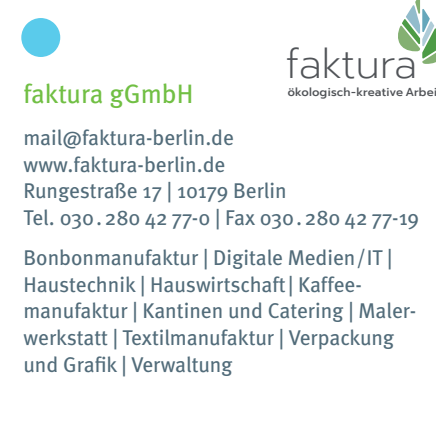 faktura
ökologisch-kreative
faktura gGmbH
mail@faktura-berlin.de
www.faktura-berlin.de
Rungestraße 17 | 10179 Berlin
Tel. 030 . 280 42 77-0 | Fax 030 . 280 42 77-19
Bonbonmanufaktur | Digitale Medien/IT |
Haustechnik | Hauswirtschaft | Kaffee-
manufaktur | Kantinen und Catering | Maler-
werkstatt | Textilmanufaktur | Verpackung
und Grafik | Verwaltung